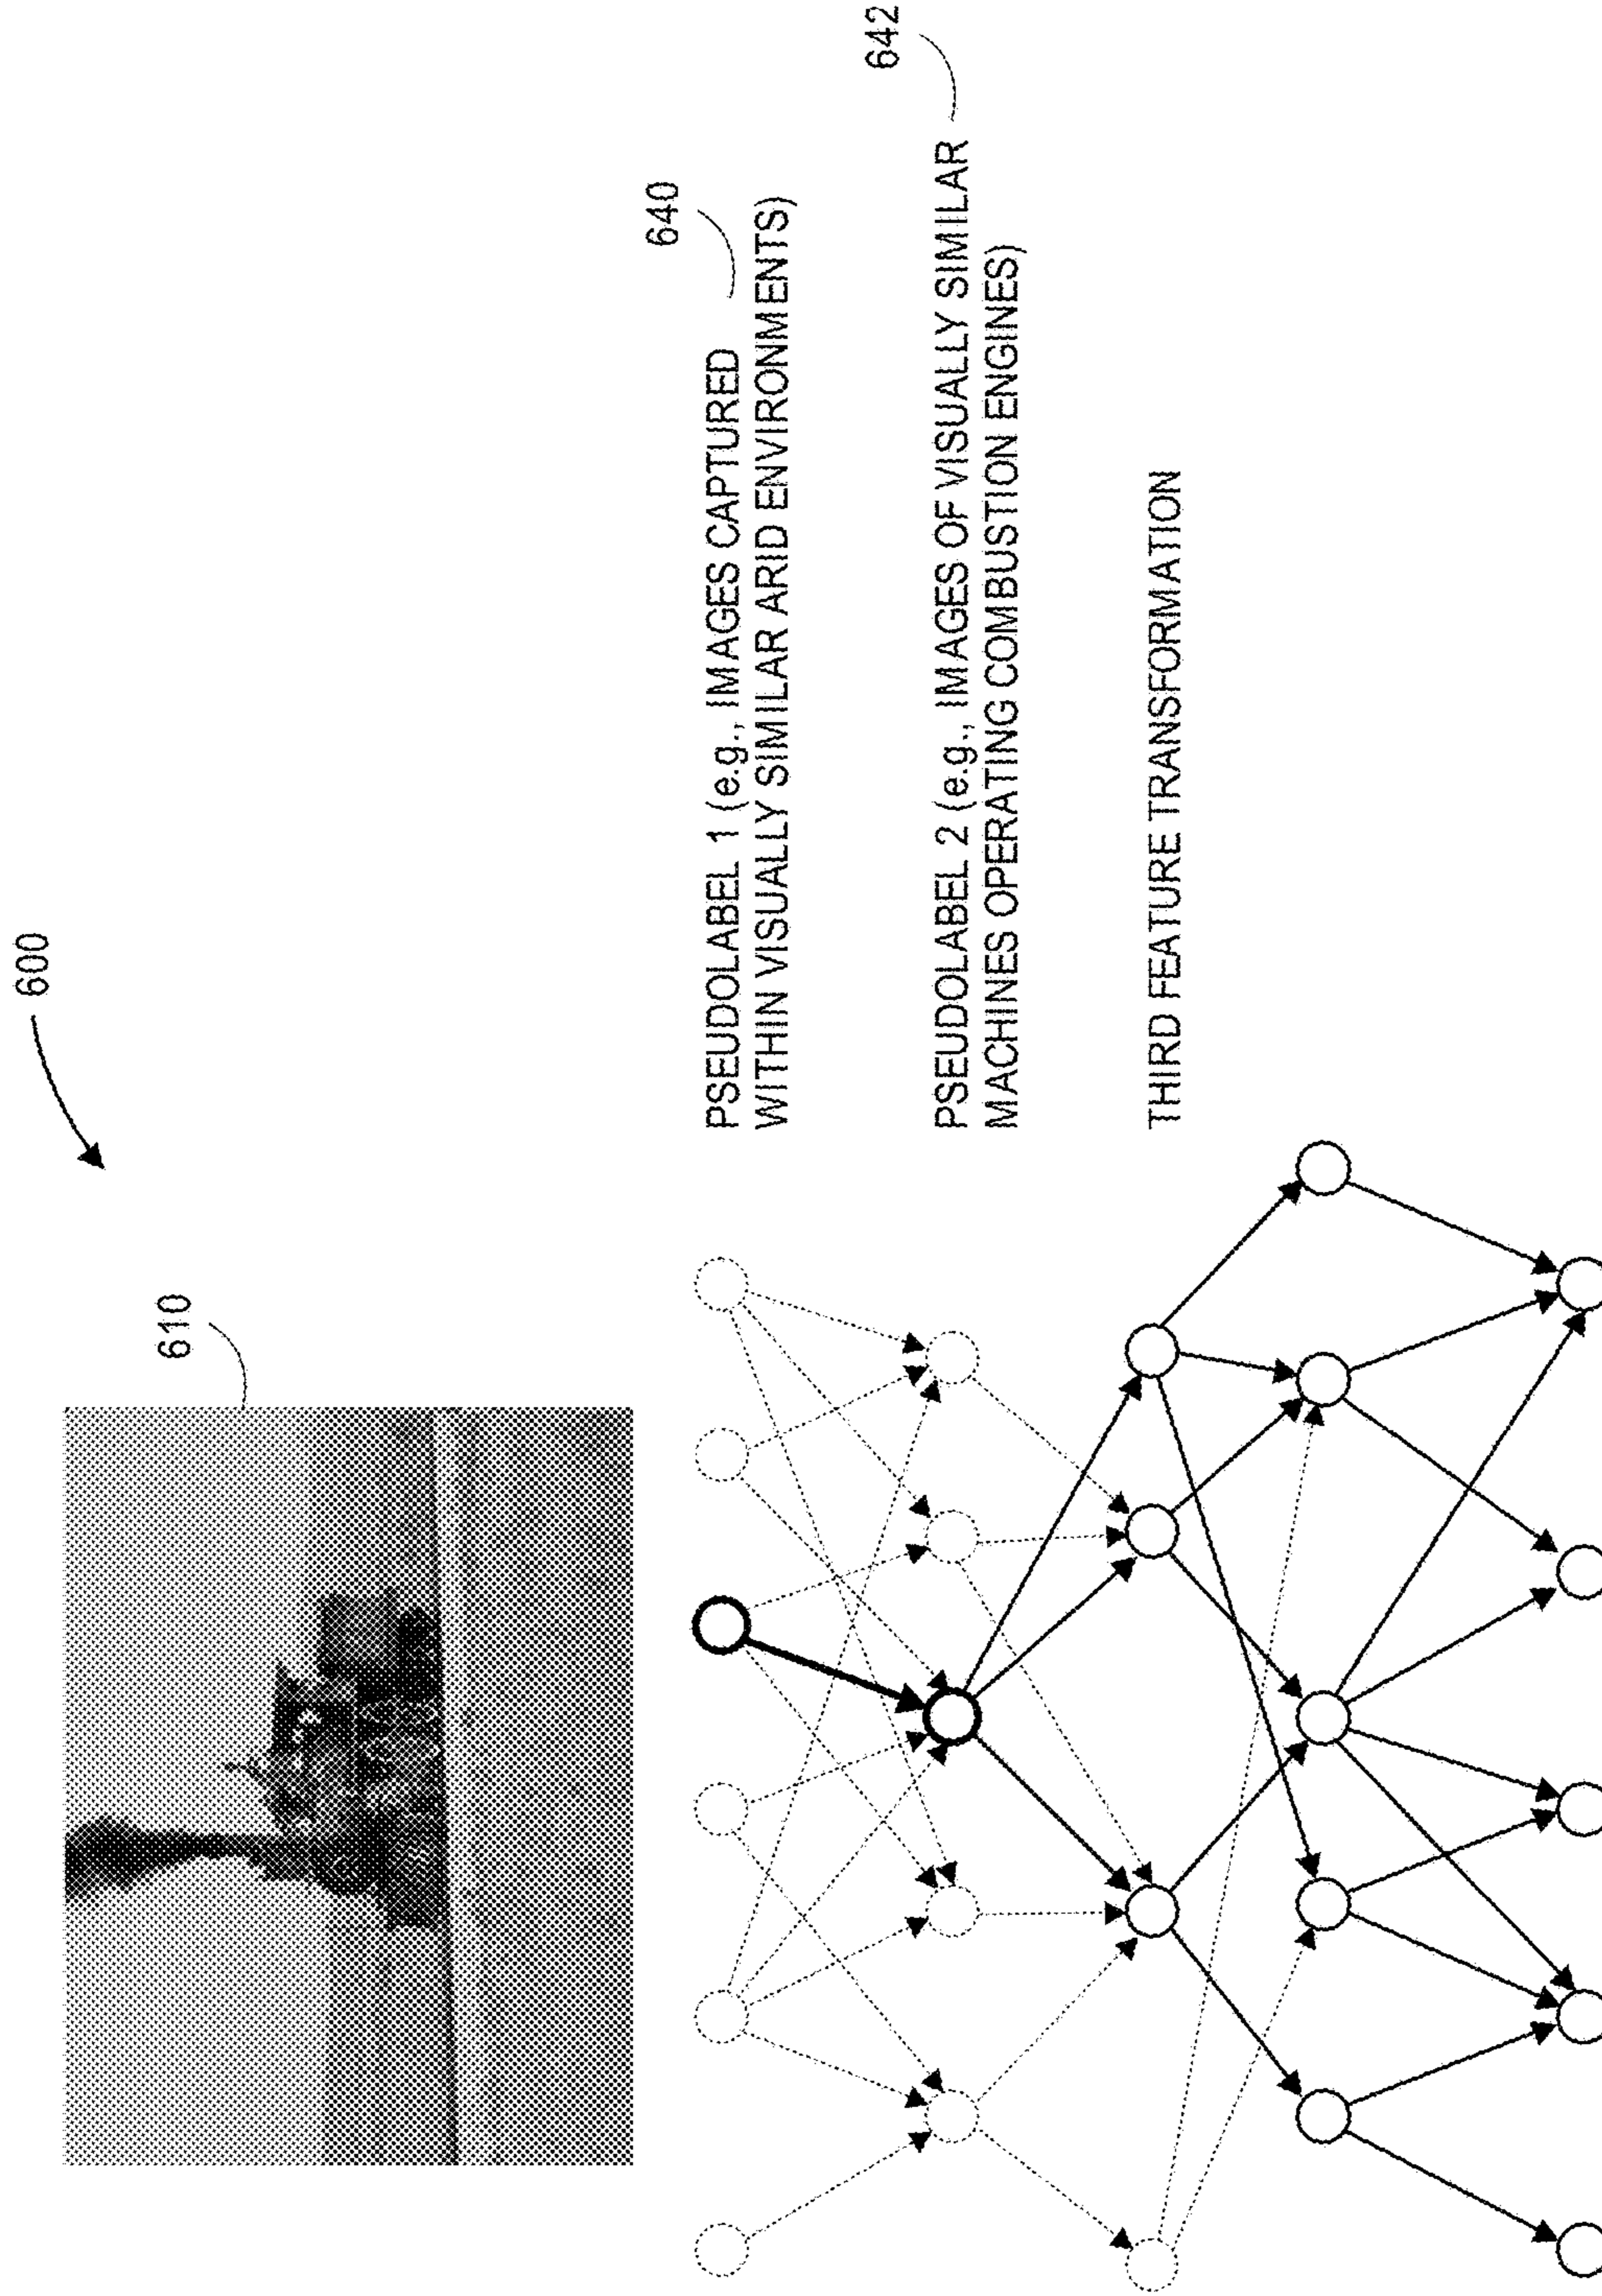 600
610
640
PSEUDOLABEL 1 (e.g., IMAGES CAPTURED
WITHIN VISUALLY SIMILAR ARID ENVIRONMENTS)
642
PSEUDOLABEL 2 (e.g., IMAGES OF VISUALLY SIMILAR
MACHINES OPERATING COMBUSTION ENGINES)
THIRD FEATURE TRANSFORMATION